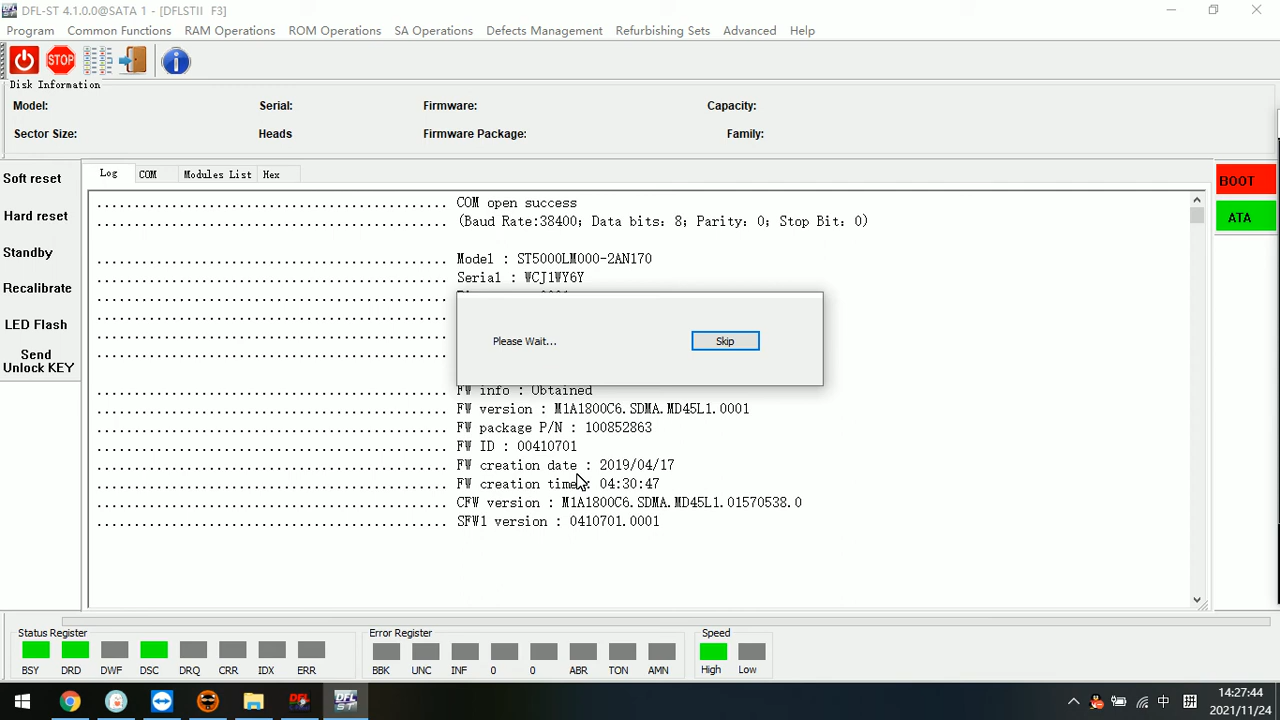 DFL-ST 4.1.0.0@SATA 1 - [DFLSTII F3]
Program Common Functions RAM Operations ROM Operations SA Operations Defects Management Refurbishing Sets Advanced Help
STOP
Disk Information
Model: Serial: Firmware: Capacity:
Sector Size: Heads Firmware Package: Family:
Soft reset
Hard reset
Standby
Recalibrate
LED Flash
Send
Unlock KEY
Log COM Modules List Hex
COM open success
(Baud Rate:38400; Data bits: 8; Parity: 0; Stop Bit: 0)
Model : ST5000LM000-2AN170
Serial : WCJ1WY6Y
Please Wait... Skip
FW info : Obtained
FW version : M1A1800C6.SDMA.MD45L1.0001
FW package P/N : 100852863
FW ID : 00410701
FW creation date : 2019/04/17
FW creation time : 04:30:47
CFW version : M1A1800C6.SDMA.MD45L1.01570538.0
SFW1 version : 0410701.0001
BOOT
ATA
Status Register
BSY DRD DWF DSC DRQ CRR IDX ERR
Error Register
BBK UNC INF 0 0 ABR TON AMN
Speed
High Low
DFL
DFL
ST
中 拼
14:27:44
2021/11/24